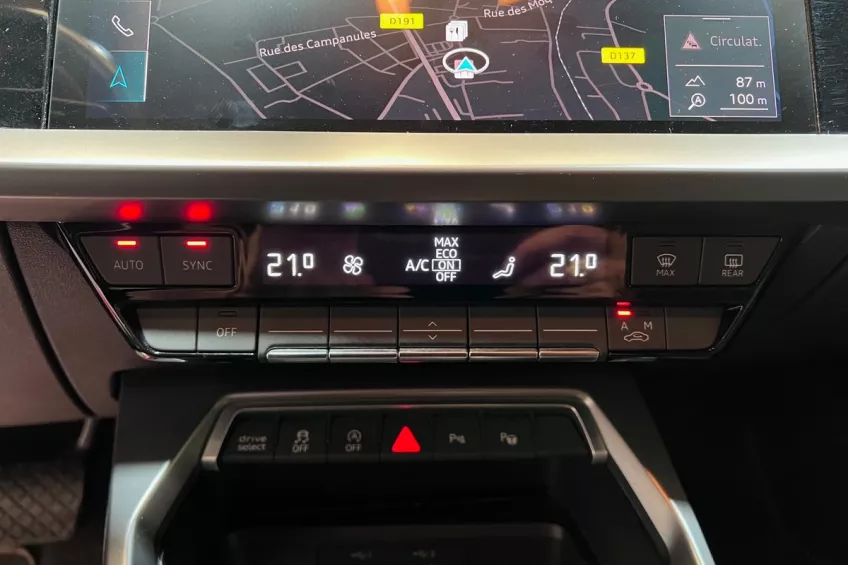 D191
Rue des Moq
Rue des Campanules
D137
Circulat.
87 m
100 m
AUTO
SYNC
21.0
A/C
MAX
ECO
ON
OFF
21.0
MAX
REAR
OFF
A M
drive
select
OFF
OFF